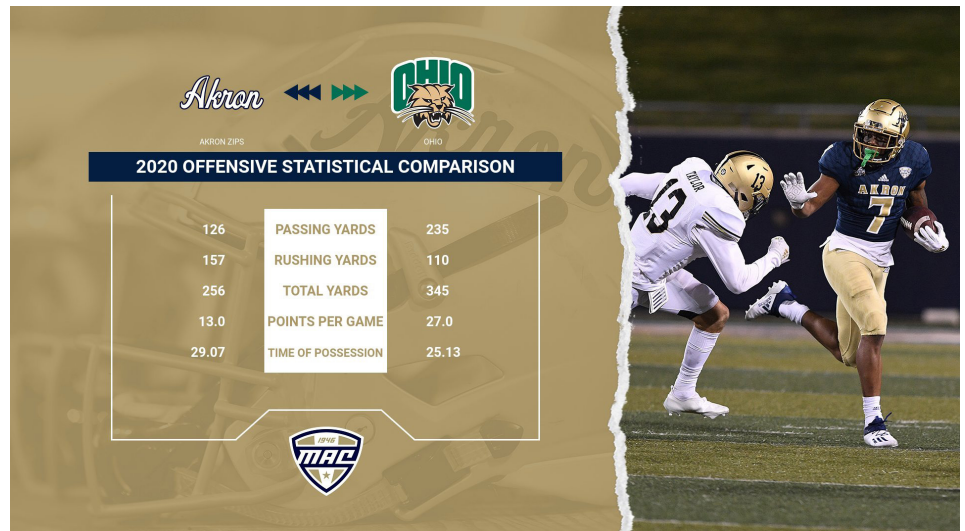 Akron
OHIO
AKRON ZIPS
OHIO
2020 OFFENSIVE STATISTICAL COMPARISON
126 PASSING YARDS 235
157 RUSHING YARDS 110
256 TOTAL YARDS 345
13.0 POINTS PER GAME 27.0
29.07 TIME OF POSSESSION 25.13
1946
MAC
TAYLOR
13
13
AKRON
7